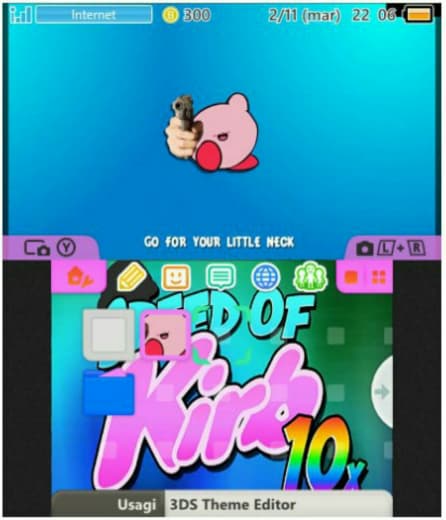 Internet 300 2/11 (mar) 22 06
GO FOR YOUR LITTLE NECK
Y L+R
EED OF
Kirb
10x
Usagi 3DS Theme Editor